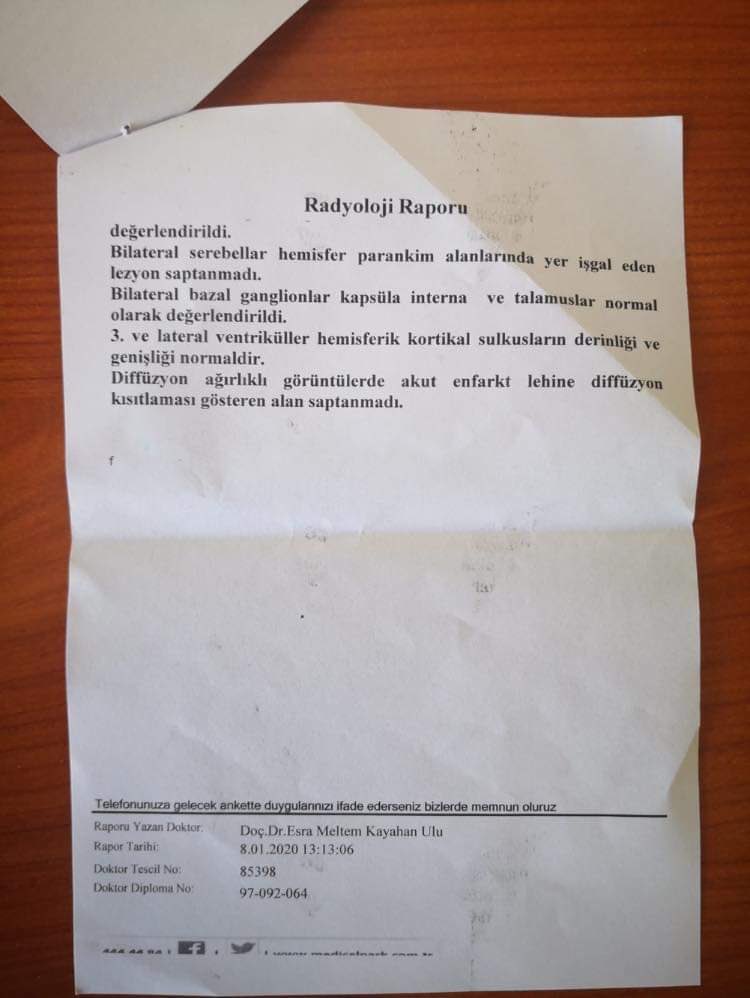 Radyoloji Raporu
değerlendirildi.
Bilateral serebellar hemisfer parankim alanlarında yer işgal eden
lezyon saptanmadı.
Bilateral bazal ganglionlar kapsüla interna ve talamuslar normal
olarak değerlendirildi.
3. ve lateral ventriküller hemisferik kortikal sulkusların derinliği ve
genişliği normaldir.
Diffüzyon ağırlıklı görüntülerde akut enfarkt lehine diffüzyon
kısıtlaması gösteren alan saptanmadı.
f
Telefonunuza gelecek ankette duygularınızı ifade ederseniz bizlerde memnun oluruz
Raporu Yazan Doktor: Doç.Dr.Esra Meltem Kayahan Ulu
Rapor Tarihi: 8.01.2020 13:13:06
Doktor Tescil No: 85398
Doktor Diploma No: 97-092-064